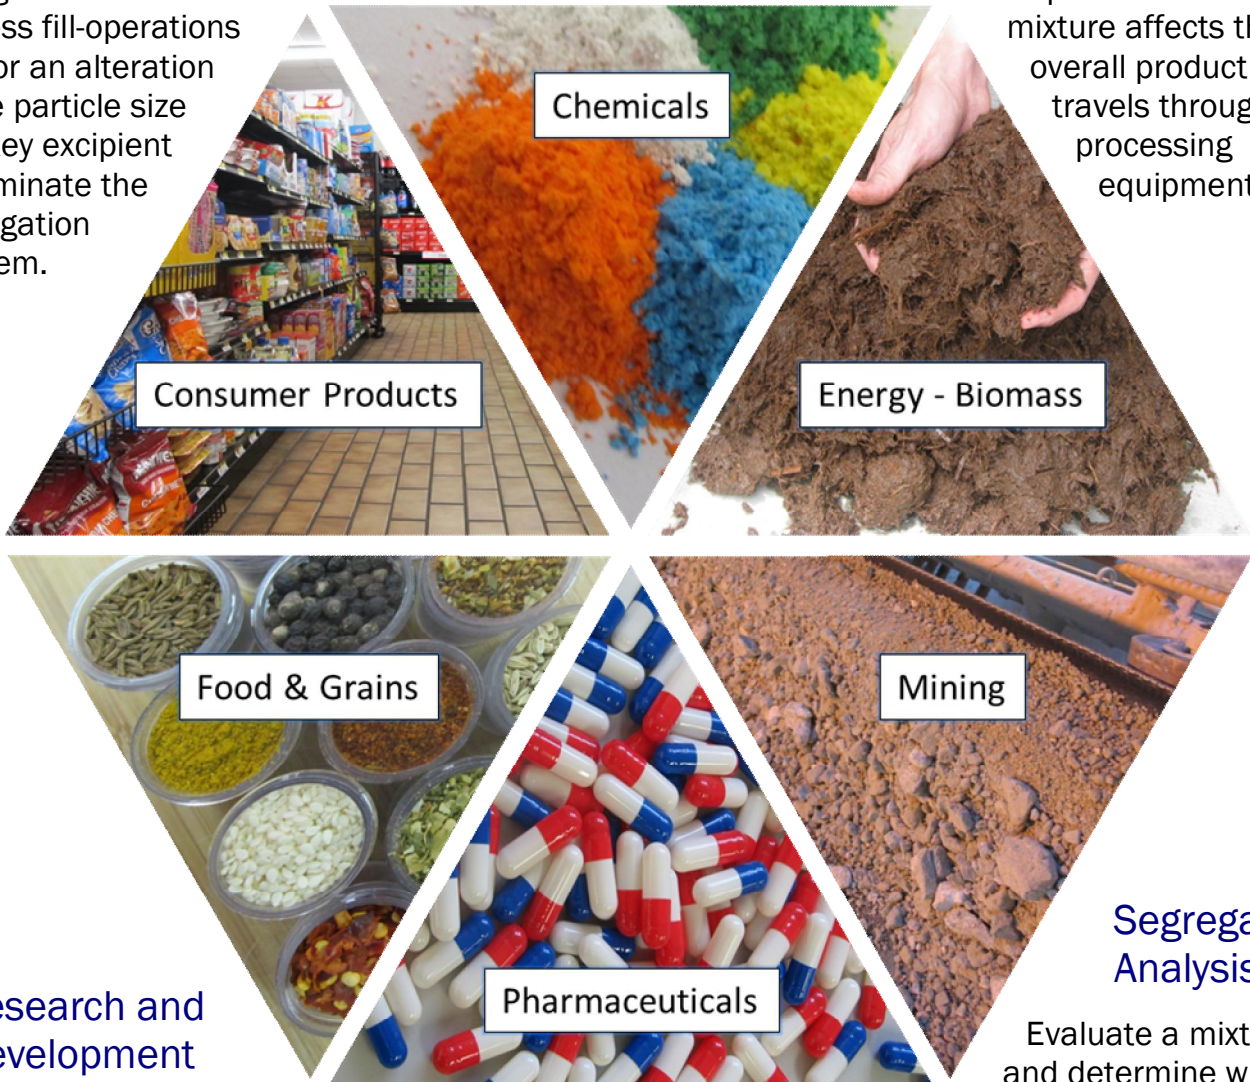 ss fill-operations
or an alteration
e particle size
ey excipient
minate the
gation
em.
mixture affects th
overall product
travels throug
processing
equipment
Chemicals
Consumer Products
Energy - Biomass
Food & Grains
Mining
Pharmaceuticals
esearch and
evelopment
Segrega
Analysis
Evaluate a mixt
and determine w